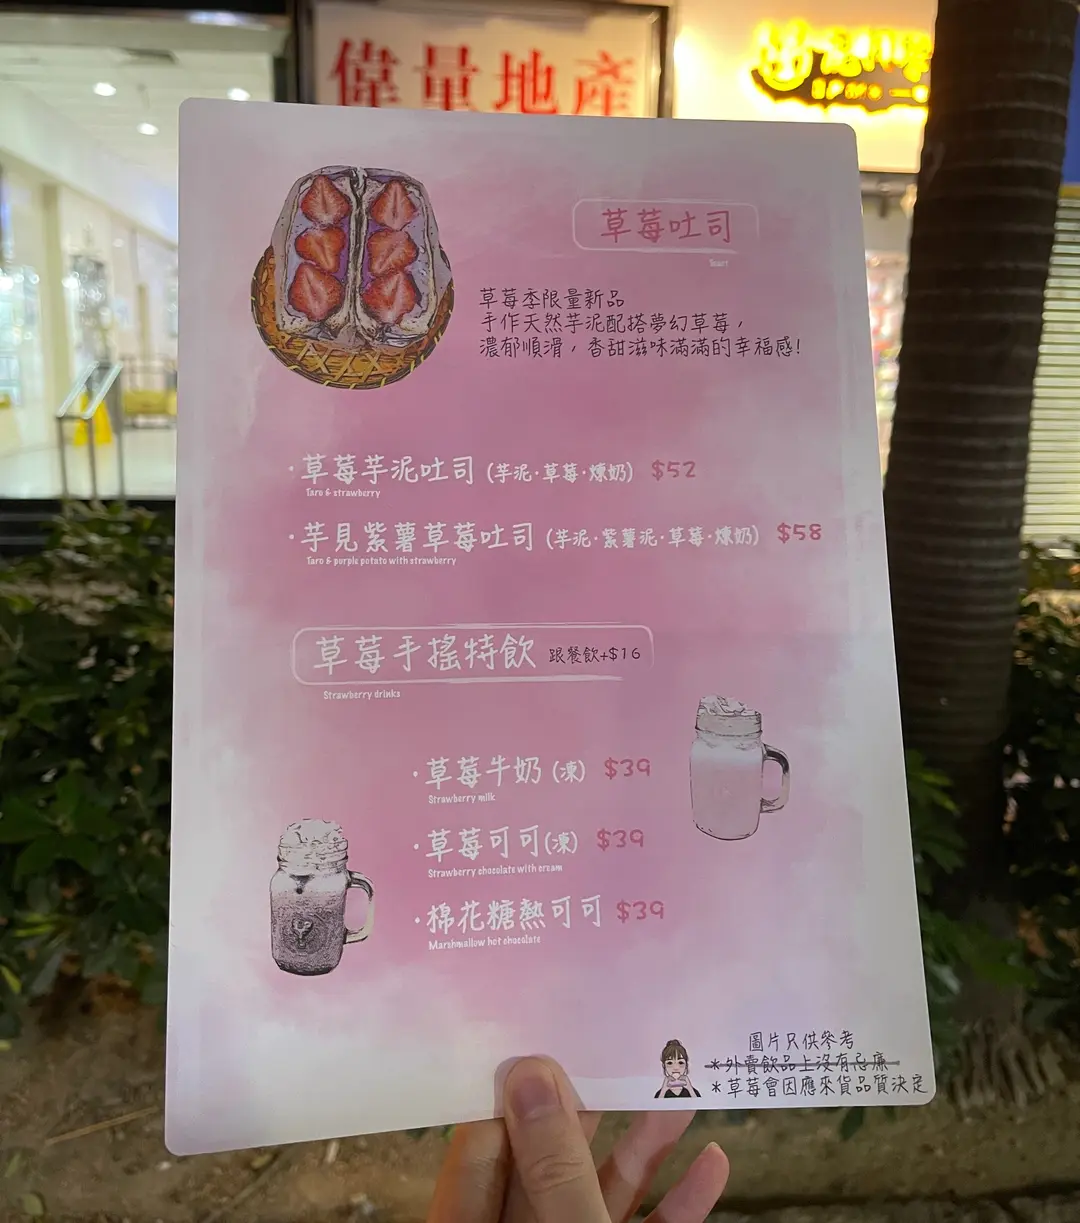 偉量地產
草莓吐司
Toast
草莓季限量新品
手作天然芋泥配搭夢幻草莓，
濃郁順滑，香甜滋味滿滿的幸福感!
·草莓芋泥吐司 (芋泥·草莓·煉奶) $52
Taro & strawberry
·芋見紫薯草莓吐司 (芋泥·紫薯泥·草莓·煉奶) $58
Taro & purple potato with strawberry
草莓手搖特飲 跟餐飲+$16
Strawberry drinks
·草莓牛奶 (凍) $39
Strawberry milk
·草莓可可(凍) $39
Strawberry chocolate with cream
·棉花糖熱可可 $39
Marshmallow hot chocolate
圖片只供參考
*外賣飲品上沒有忌廉
*草莓會因應來貨品質決定